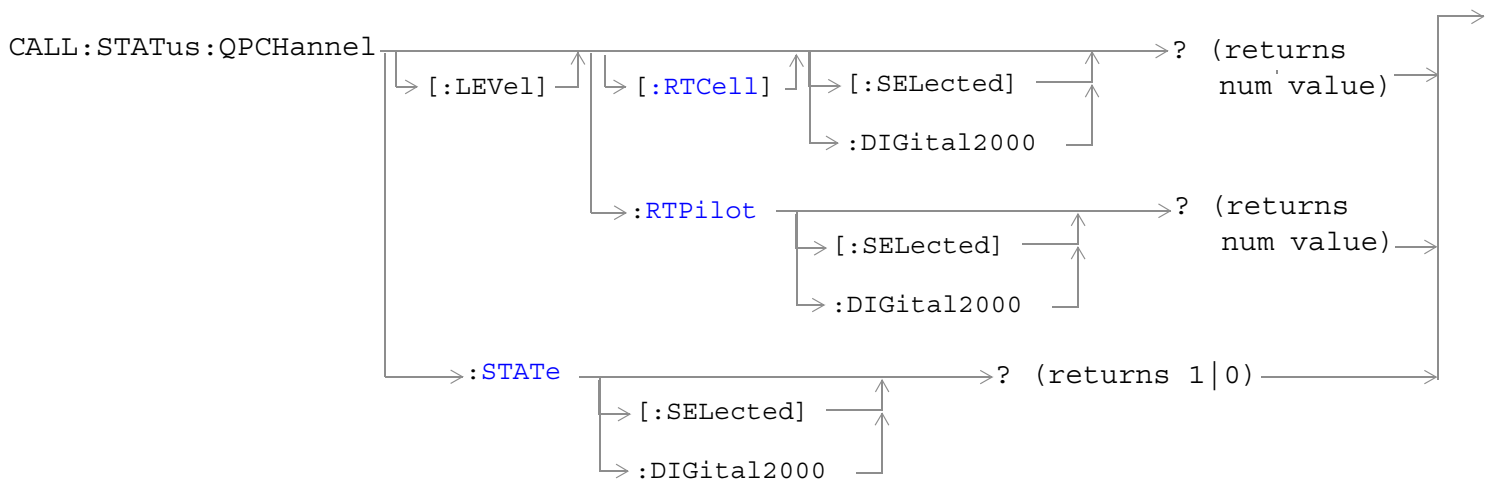 CALL:STATus:QPCHannel
? (returns
num value)
[:LEVel]
[:RTCell]
[:SELected]
:DIGital2000
:RTPilot
? (returns
num value)
[:SELected]
:DIGital2000
:STATe
? (returns 1|0)
[:SELected]
:DIGital2000